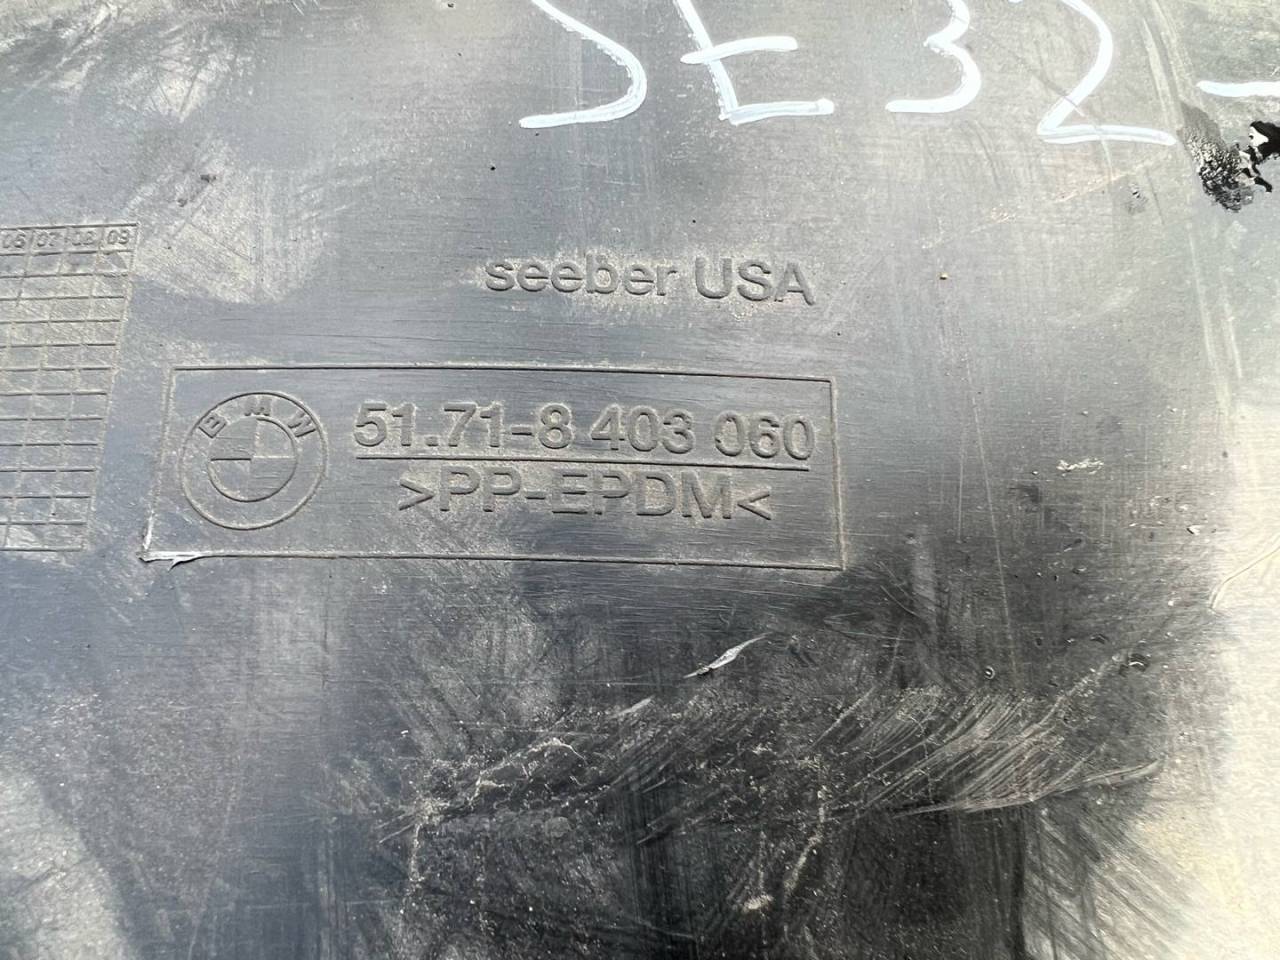 SE32-
06 07 08 09
seeber USA
BMW
51.71-8 403 060
>PP-EPDM<